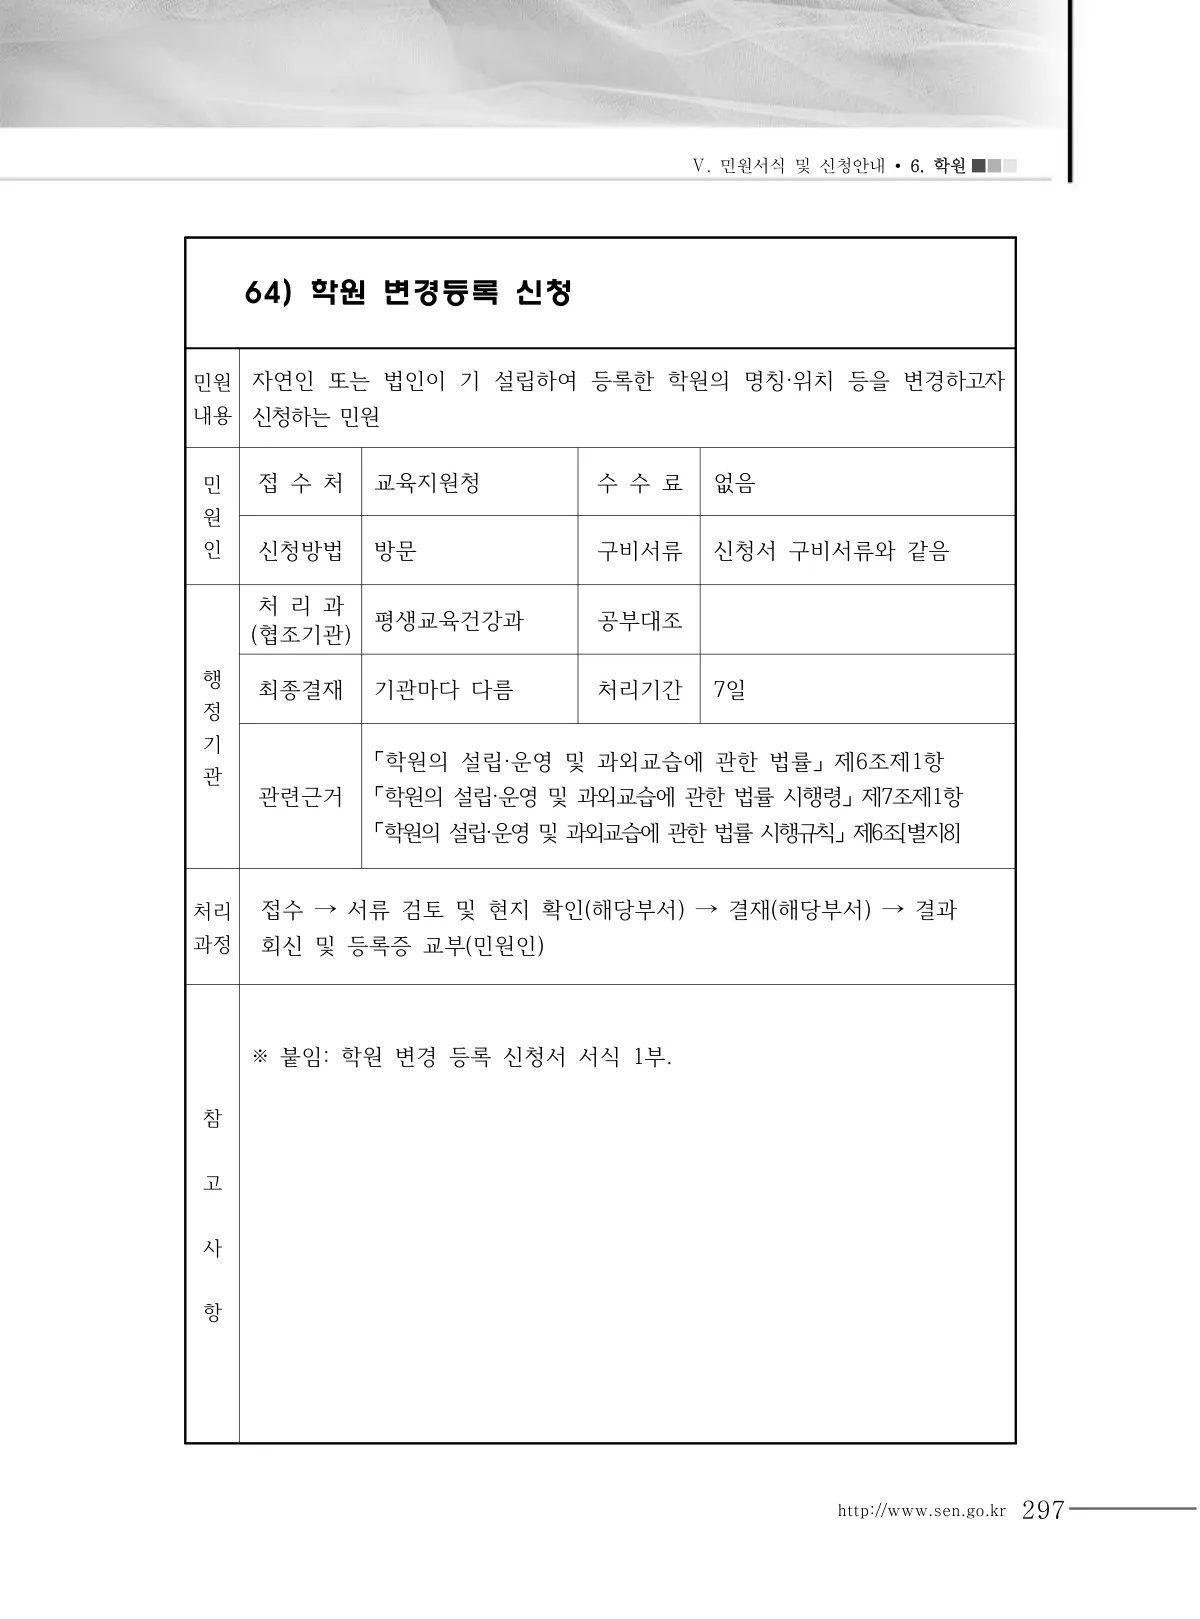 Ⅴ. 민원서식 및 신청안내 • 6. 학원
64) 학원 변경등록 신청
민원
내용
자연인 또는 법인이 기 설립하여 등록한 학원의 명칭·위치 등을 변경하고자
신청하는 민원
민
원
인
접 수 처
교육지원청
수 수 료
없음
신청방법
방문
구비서류
신청서 구비서류와 같음
행
정
기
관
처 리 과
(협조기관)
평생교육건강과
공부대조
최종결재
기관마다 다름
처리기간
7일
관련근거
「학원의 설립·운영 및 과외교습에 관한 법률」 제6조제1항
「학원의 설립·운영 및 과외교습에 관한 법률 시행령」 제7조제1항
「학원의 설립·운영 및 과외교습에 관한 법률 시행규칙」 제6조[별지8]
처리
과정
접수 → 서류 검토 및 현지 확인(해당부서) → 결재(해당부서) → 결과
회신 및 등록증 교부(민원인)
참
고
사
항
※ 붙임: 학원 변경 등록 신청서 서식 1부.
http://www.sen.go.kr 297